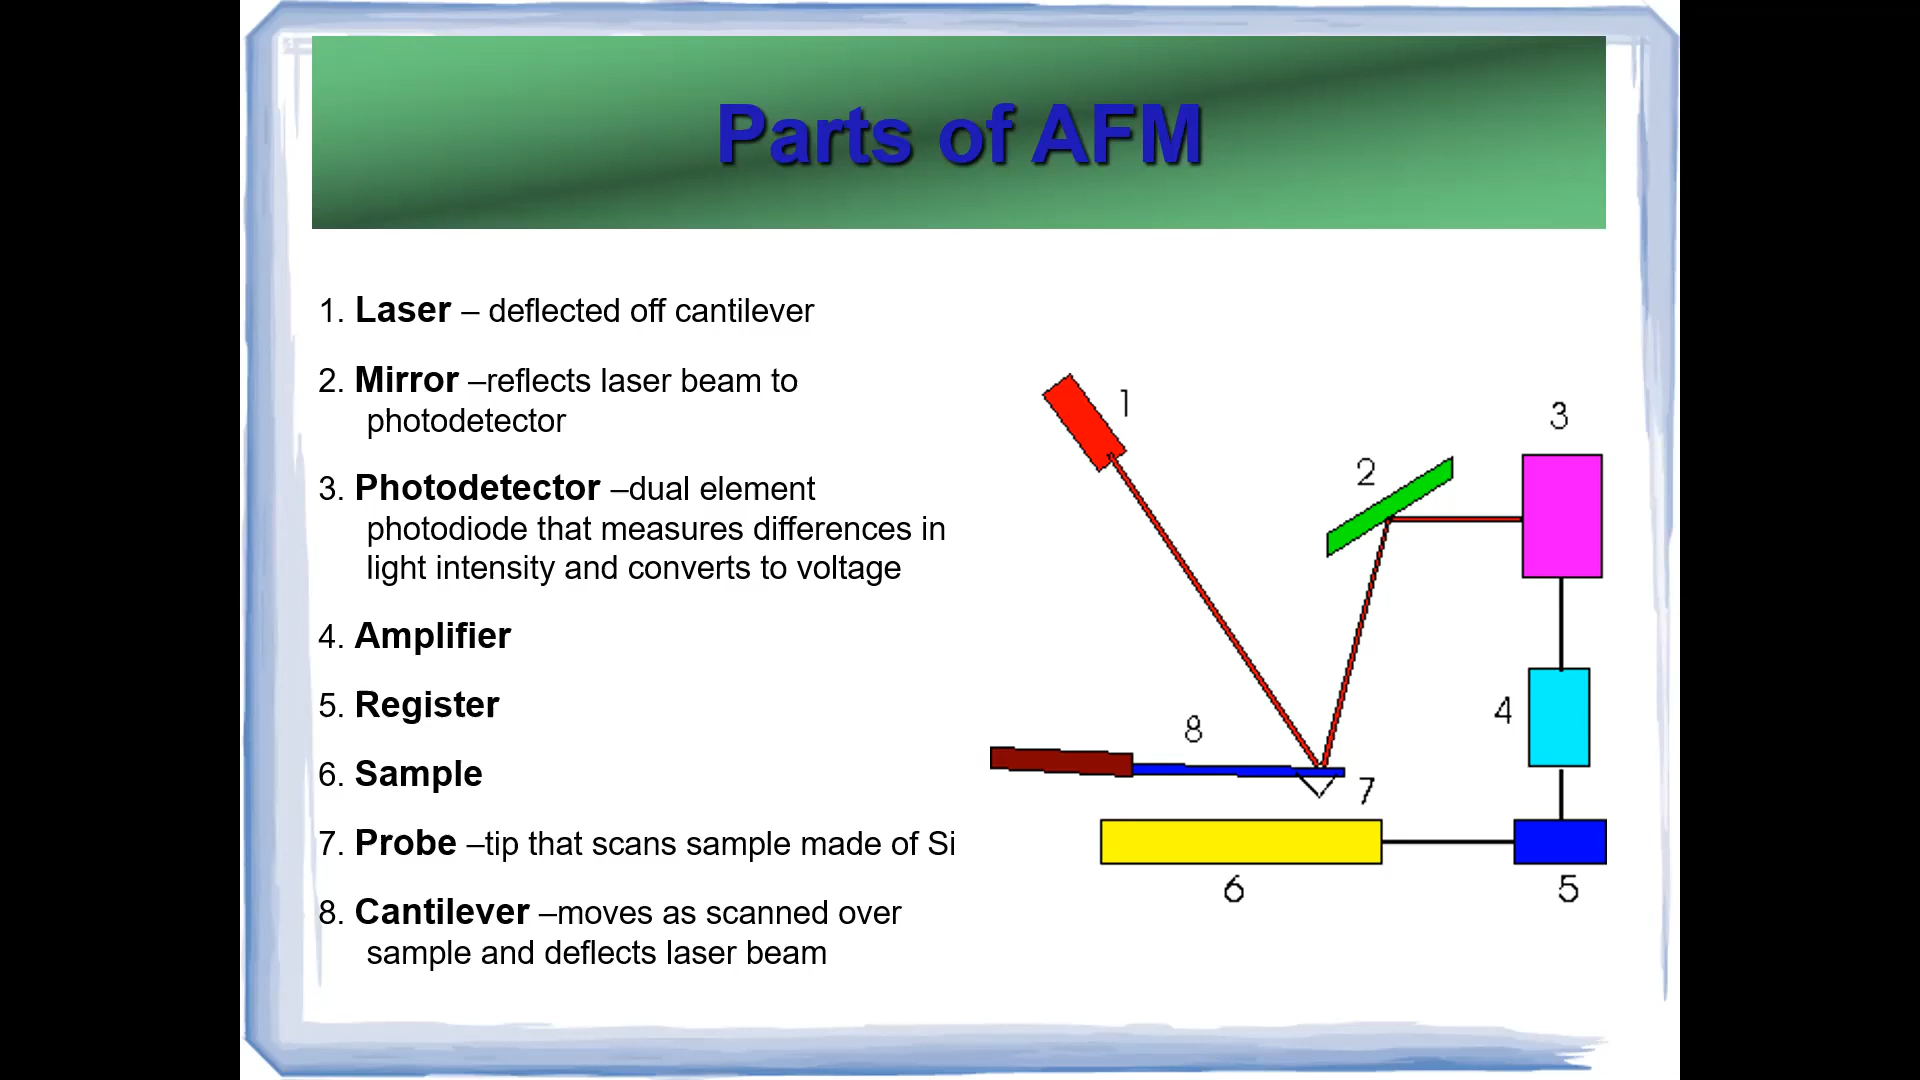 Parts of AFM
1. Laser – deflected off cantilever
2. Mirror –reflects laser beam to
photodetector
3. Photodetector –dual element
photodiode that measures differences in
light intensity and converts to voltage
4. Amplifier
5. Register
6. Sample
7. Probe –tip that scans sample made of Si
8. Cantilever –moves as scanned over
sample and deflects laser beam
1
3
2
4
8
7
6
5